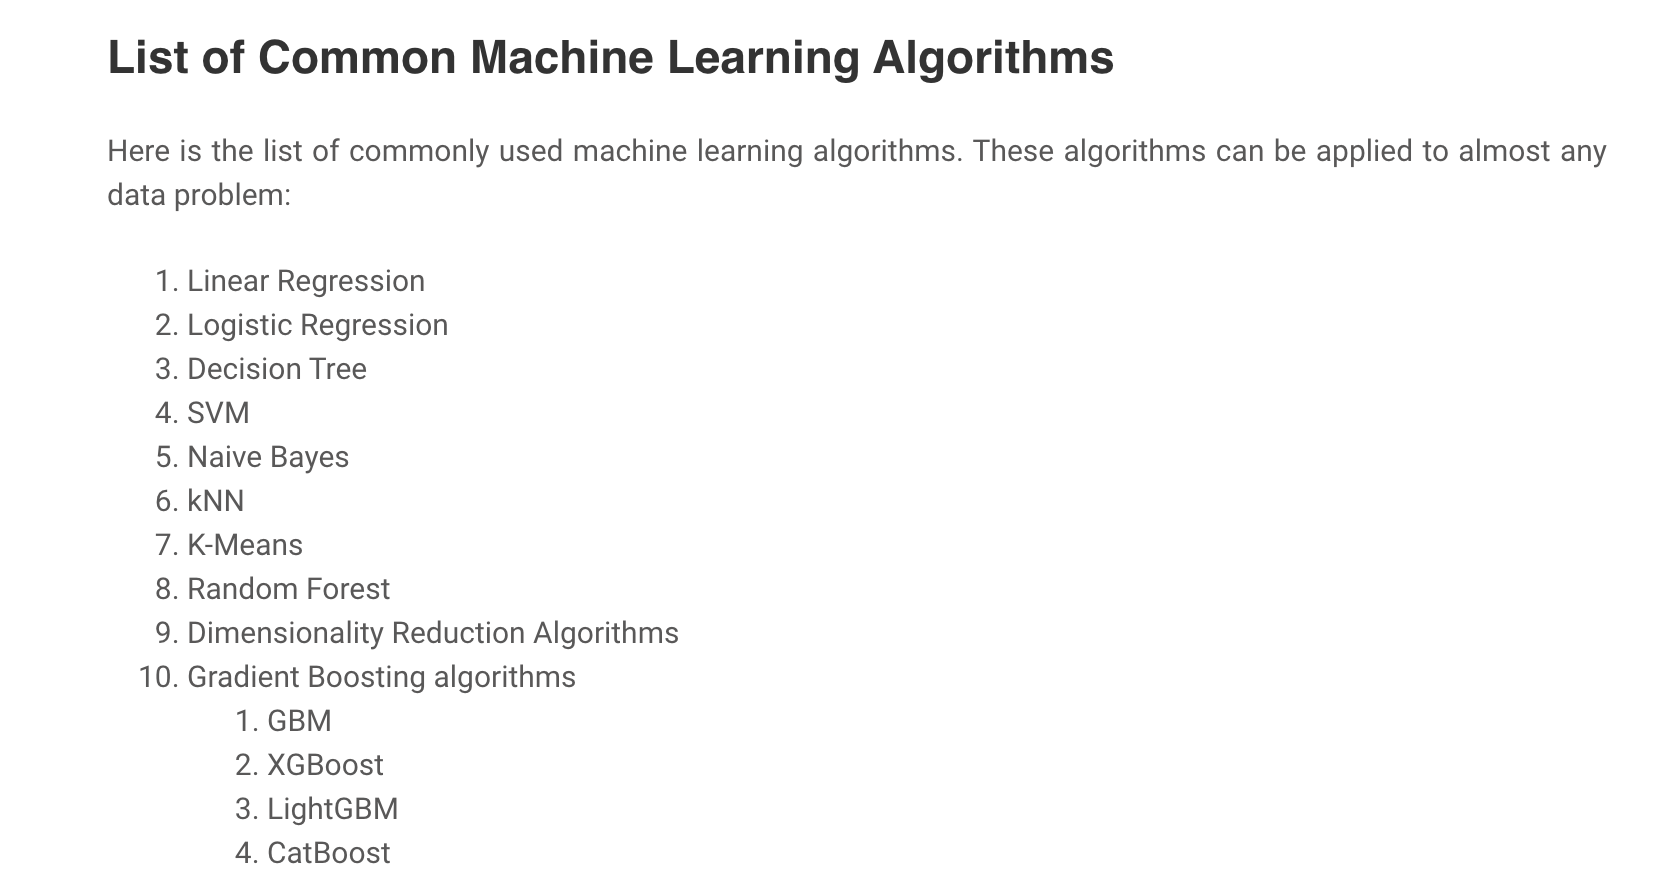 List of Common Machine Learning Algorithms
Here is the list of commonly used machine learning algorithms. These algorithms can be applied to almost any
data problem:
1. Linear Regression
2. Logistic Regression
3. Decision Tree
4. SVM
5. Naive Bayes
6. kNN
7. K-Means
8. Random Forest
9. Dimensionality Reduction Algorithms
10. Gradient Boosting algorithms
1. GBM
2. XGBoost
3. LightGBM
4. CatBoost